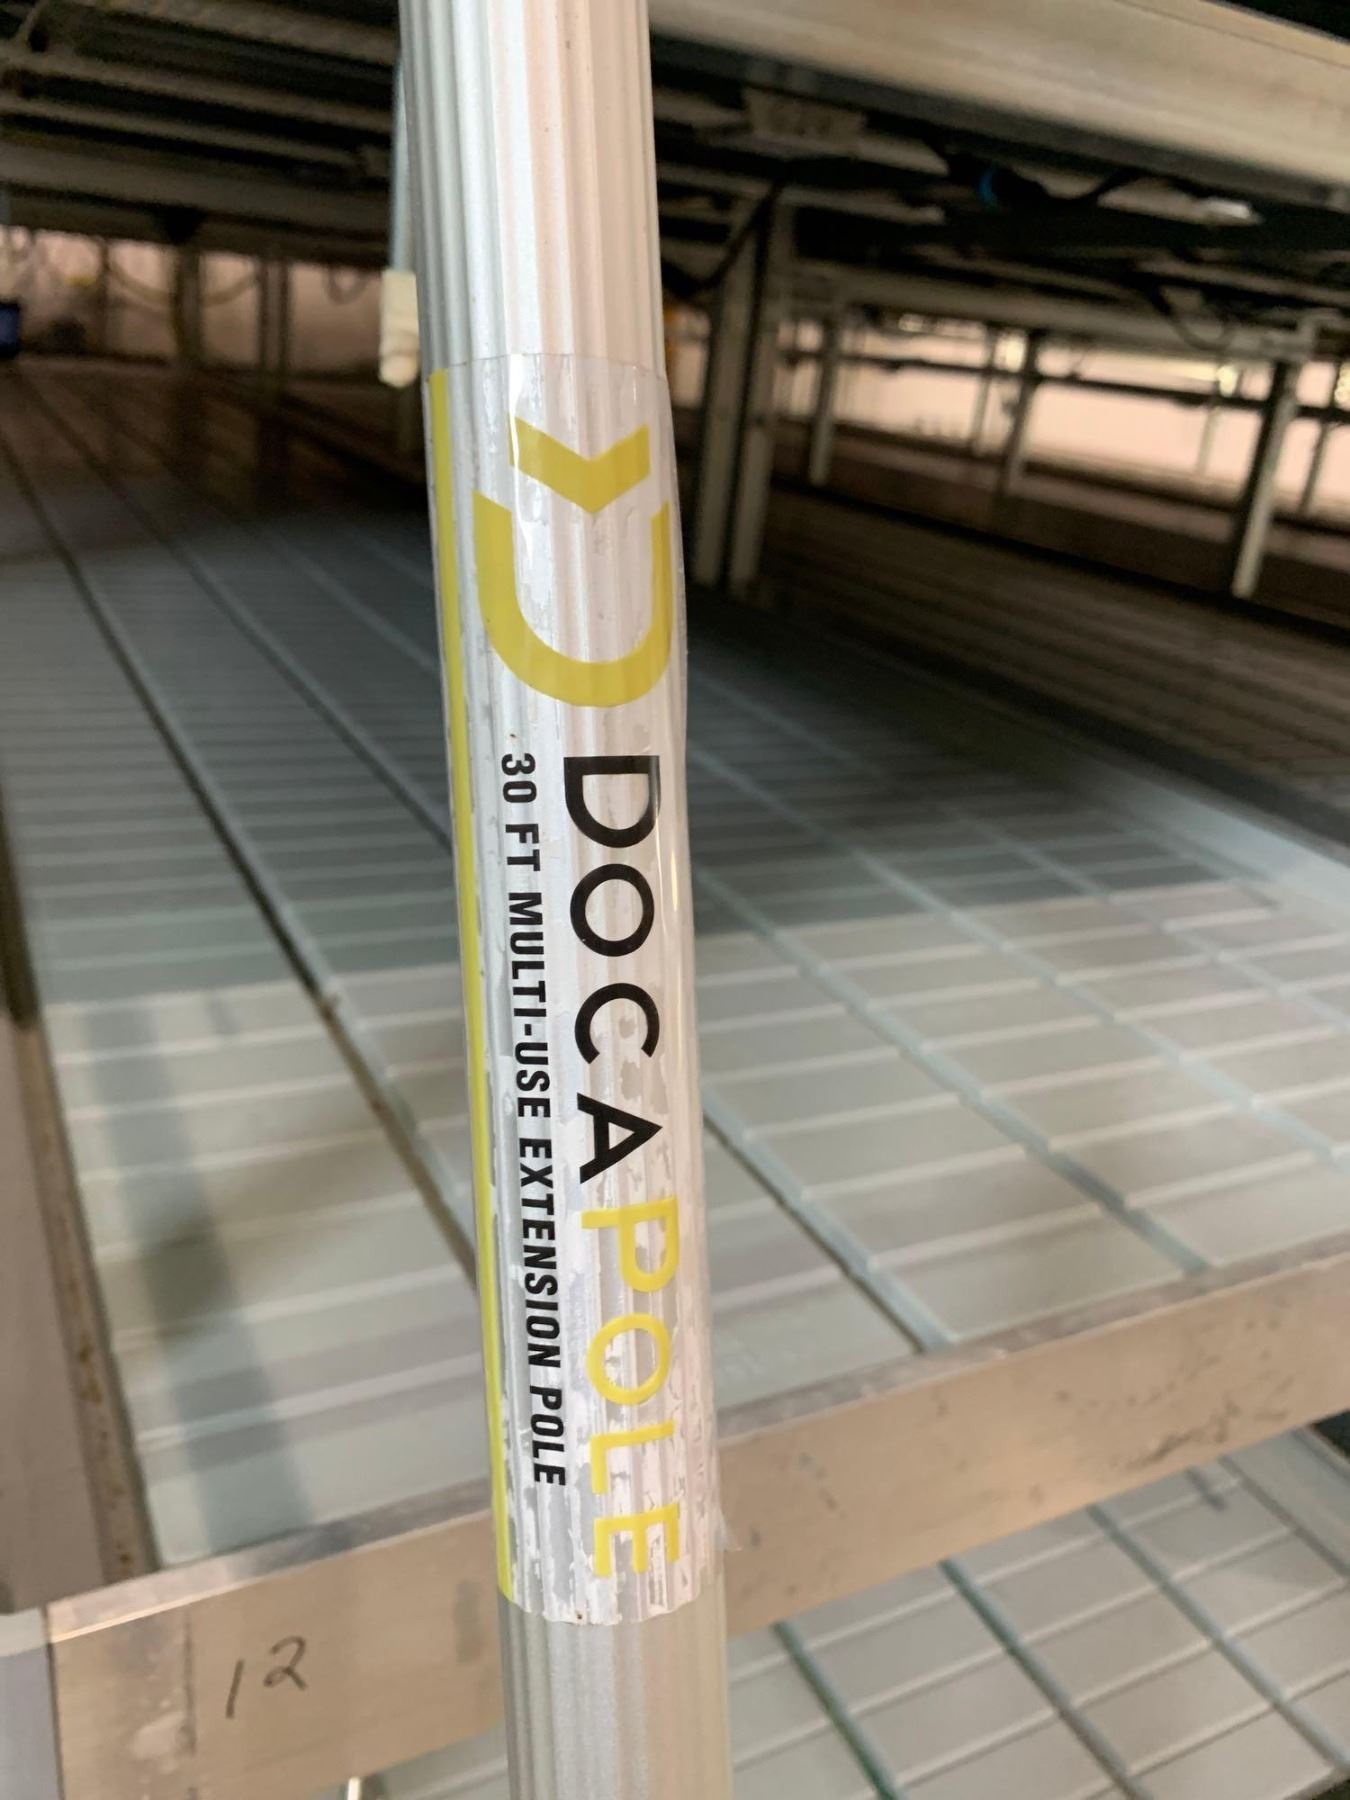 DOCAPOLE
30 FT MULTI-USE EXTENSION POLE
12